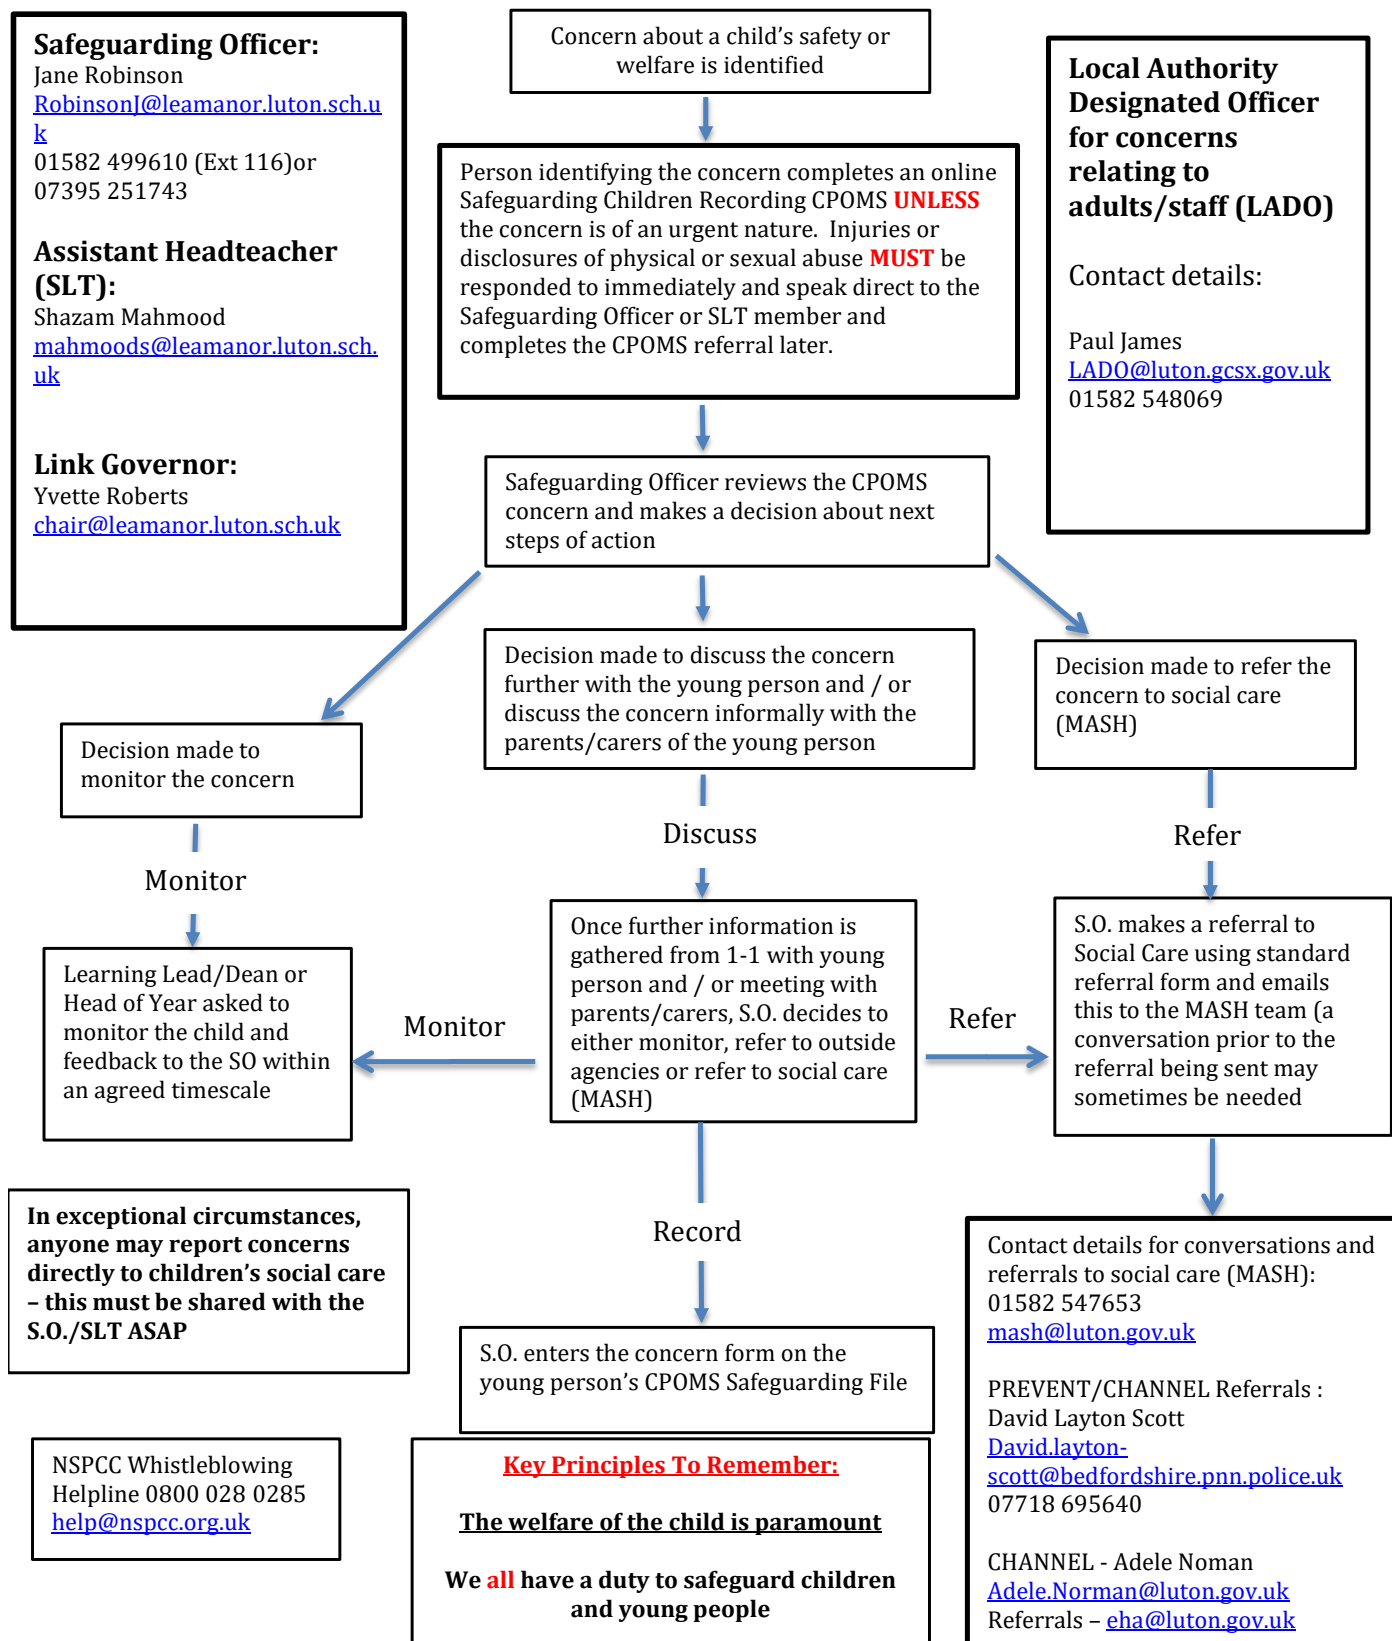 Safeguarding Officer:
Jane Robinson
RobinsonJ@leamanor.luton.sch.u
k
01582 499610 (Ext 116)or
07395 251743
Assistant Headteacher
(SLT):
Shazam Mahmood
mahmoods@leamanor.luton.sch.
uk
Link Governor:
Yvette Roberts
chair@leamanor.luton.sch.uk
Concern about a child's safety or
welfare is identified
Person identifying the concern completes an online
Safeguarding Children Recording CPOMS UNLESS
the concern is of an urgent nature.  Injuries or
disclosures of physical or sexual abuse MUST be
responded to immediately and speak direct to the
Safeguarding Officer or SLT member and
completes the CPOMS referral later.
Local Authority
Designated Officer
for concerns
relating to
adults/staff (LADO)
Contact details:
Paul James
LADO@luton.gcsx.gov.uk
01582 548069
Safeguarding Officer reviews the CPOMS
concern and makes a decision about next
steps of action
Decision made to
monitor the concern
Decision made to discuss the concern
further with the young person and / or
discuss the concern informally with the
parents/carers of the young person
Decision made to refer the
concern to social care
(MASH)
Monitor
Discuss
Refer
Learning Lead/Dean or
Head of Year asked to
monitor the child and
feedback to the SO within
an agreed timescale
Monitor
Once further information is
gathered from 1-1 with young
person and / or meeting with
parents/carers, S.O. decides to
either monitor, refer to outside
agencies or refer to social care
(MASH)
Refer
S.O. makes a referral to
Social Care using standard
referral form and emails
this to the MASH team (a
conversation prior to the
referral being sent may
sometimes be needed
In exceptional circumstances,
anyone may report concerns
directly to children's social care
– this must be shared with the
S.O./SLT ASAP
Record
S.O. enters the concern form on the
young person's CPOMS Safeguarding File
Contact details for conversations and
referrals to social care (MASH):
01582 547653
mash@luton.gov.uk
PREVENT/CHANNEL Referrals :
David Layton Scott
David.layton-
scott@bedfordshire.pnn.police.uk
07718 695640
CHANNEL - Adele Noman
Adele.Norman@luton.gov.uk
Referrals – eha@luton.gov.uk
NSPCC Whistleblowing
Helpline 0800 028 0285
help@nspcc.org.uk
Key Principles To Remember:
The welfare of the child is paramount
We all have a duty to safeguard children
and young people